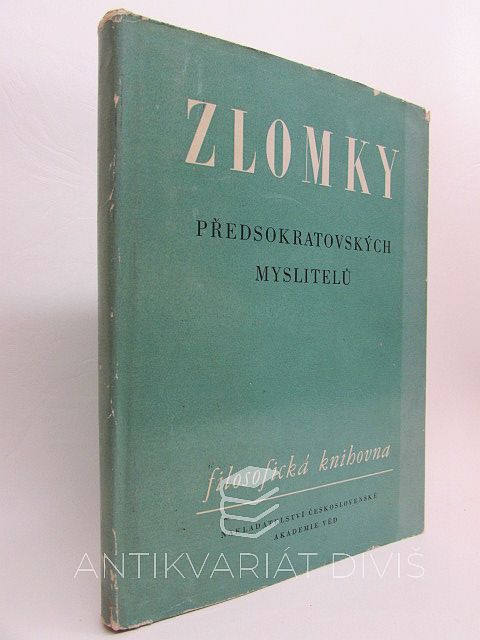 ZLOMKY
PŘEDSOKRATOVSKÝCH
MYSLITELŮ
filosofická knihovna
NAKLADATELSTVÍ ČESKOSLOVENSKÉ
AKADEMIE VĚD
ANTIKVARIÁT DIVIŠ